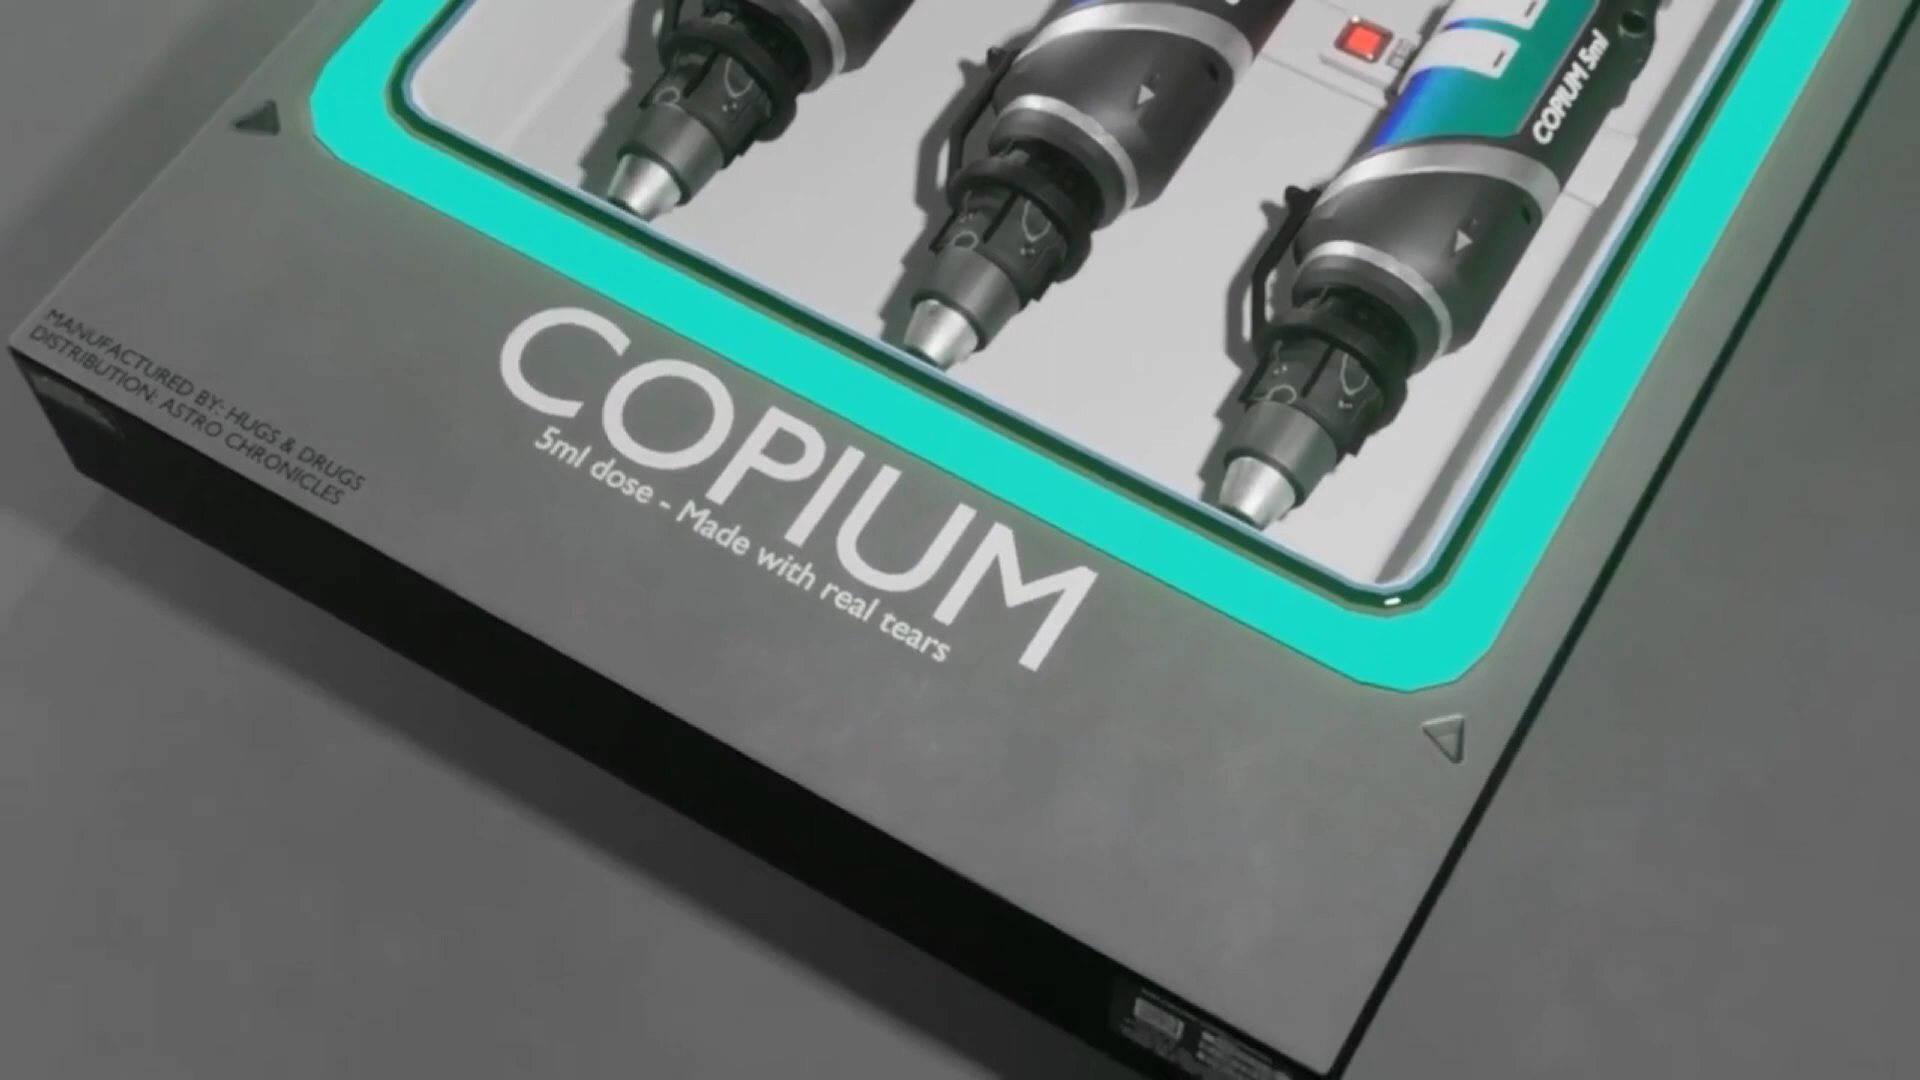 COPIUM 5ml
COPIUM
5ml dose - Made with real tears
MANUFACTURED BY: HUGS & DRUGS
DISTRIBUTION: ASTRO CHRONICLES